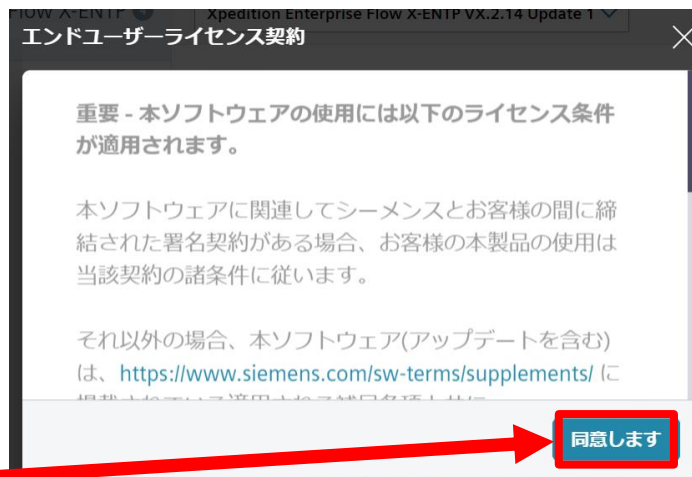 Flow X-ENTP
Xpedition Enterprise Flow X-ENTP VX.2.14 Update 1
エンドユーザーライセンス契約
重要 - 本ソフトウェアの使用には以下のライセンス条件
が適用されます。
本ソフトウェアに関連してシーメンスとお客様の間に締
結された署名契約がある場合、お客様の本製品の使用は
当該契約の諸条件に従います。
それ以外の場合、本ソフトウェア(アップデートを含む)
は、https://www.siemens.com/sw-terms/supplements/ に
同意します